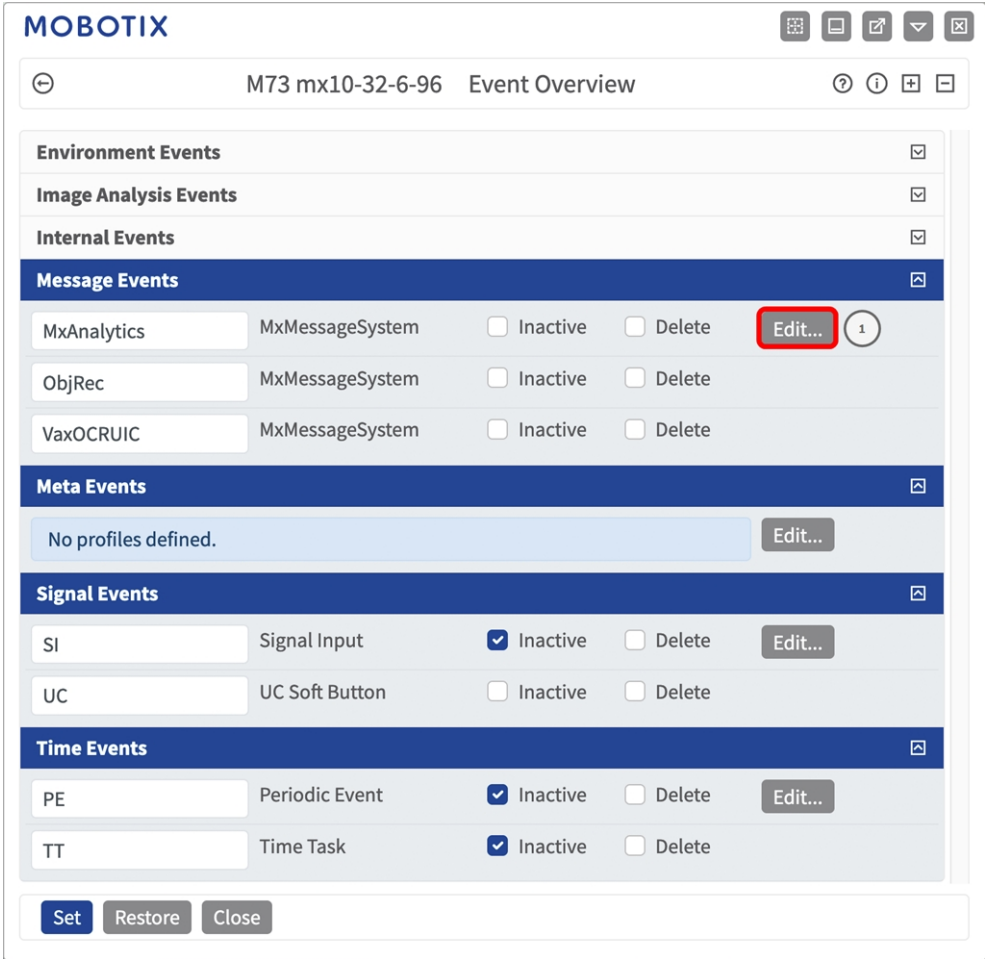 MOBOTIX
M73 mx10-32-6-96 Event Overview
Environment Events
Image Analysis Events
Internal Events
Message Events
MxAnalytics MxMessageSystem Inactive Delete Edit... 1
ObjRec MxMessageSystem Inactive Delete
VaxOCRUIC MxMessageSystem Inactive Delete
Meta Events
No profiles defined. Edit...
Signal Events
SI Signal Input Inactive Delete Edit...
UC UC Soft Button Inactive Delete
Time Events
PE Periodic Event Inactive Delete Edit...
TT Time Task Inactive Delete
Set Restore Close